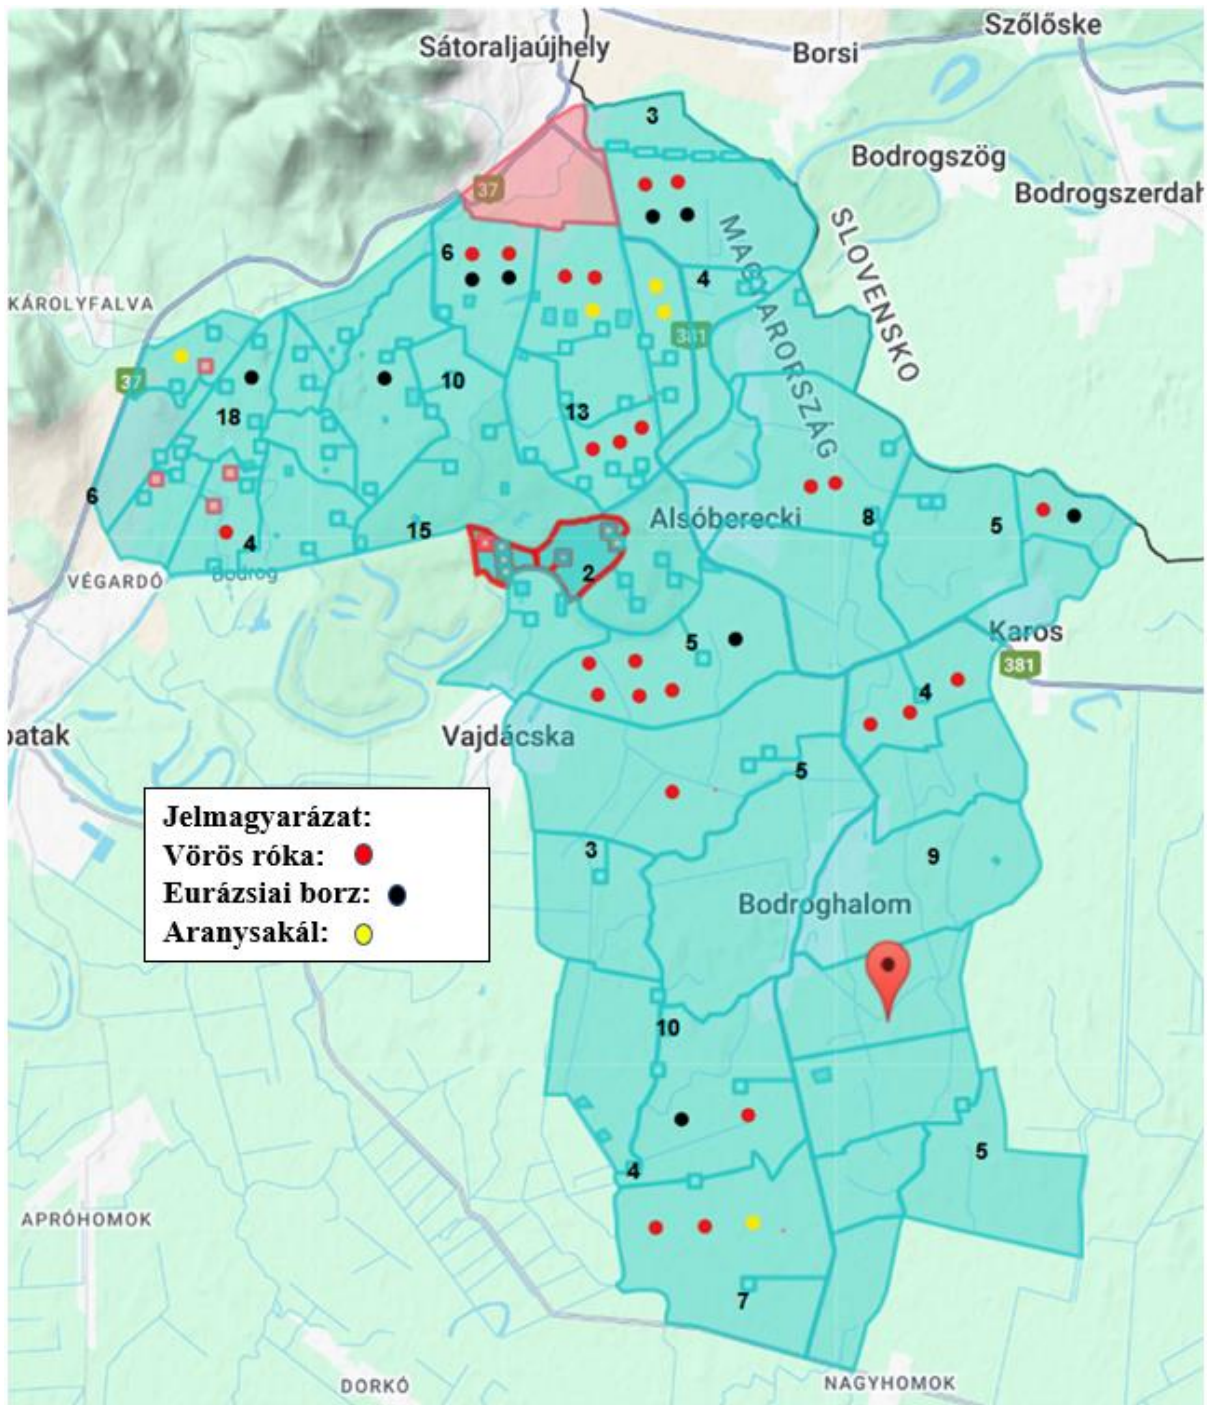 Szőlőske
Sátoraljaújhely
Borsi
3
Bodrogszög
37
Bodrogszerdah
MAGYARORSZÁG
SLOVENSKO
6
4
KÁROLYFALVA
381
37
10
18
13
6
15
Alsóberecki
8
5
4
VÉGARDÓ
Bodrog
2
5
Karos
381
4
patak
Vajdácska
5
Jelmagyarázat:
Vörös róka:
Eurázsiai borz:
Aranysakál:
3
9
Bodroghalom
10
5
4
APRÓHOMOK
7
DORKÓ
NAGYHOMOK